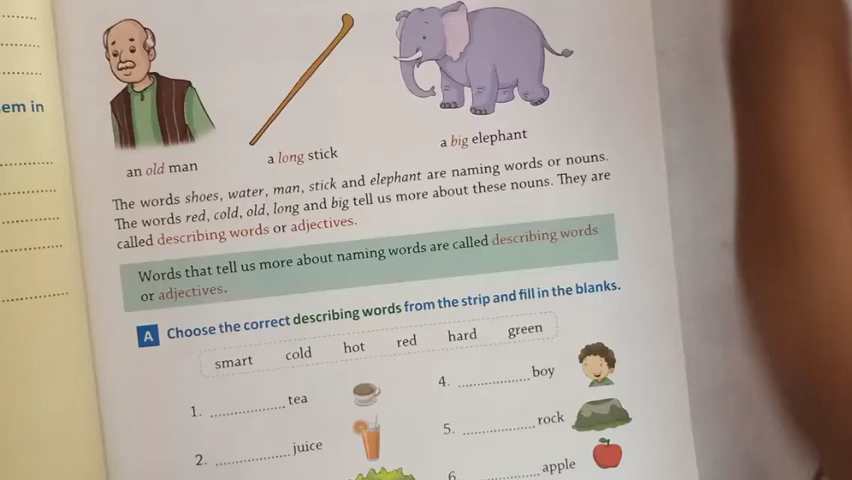 em in
an old man
a long stick
a big elephant
The words shoes, water, man, stick and elephant are naming words or nouns.
The words red, cold, old, long and big tell us more about these nouns. They are
called describing words or adjectives.
Words that tell us more about naming words are called describing words
or adjectives.
A Choose the correct describing words from the strip and fill in the blanks.
smart cold hot red hard green
1. ................ tea
2. ................ juice
4. ................ boy
5. ................ rock
6. ................ apple